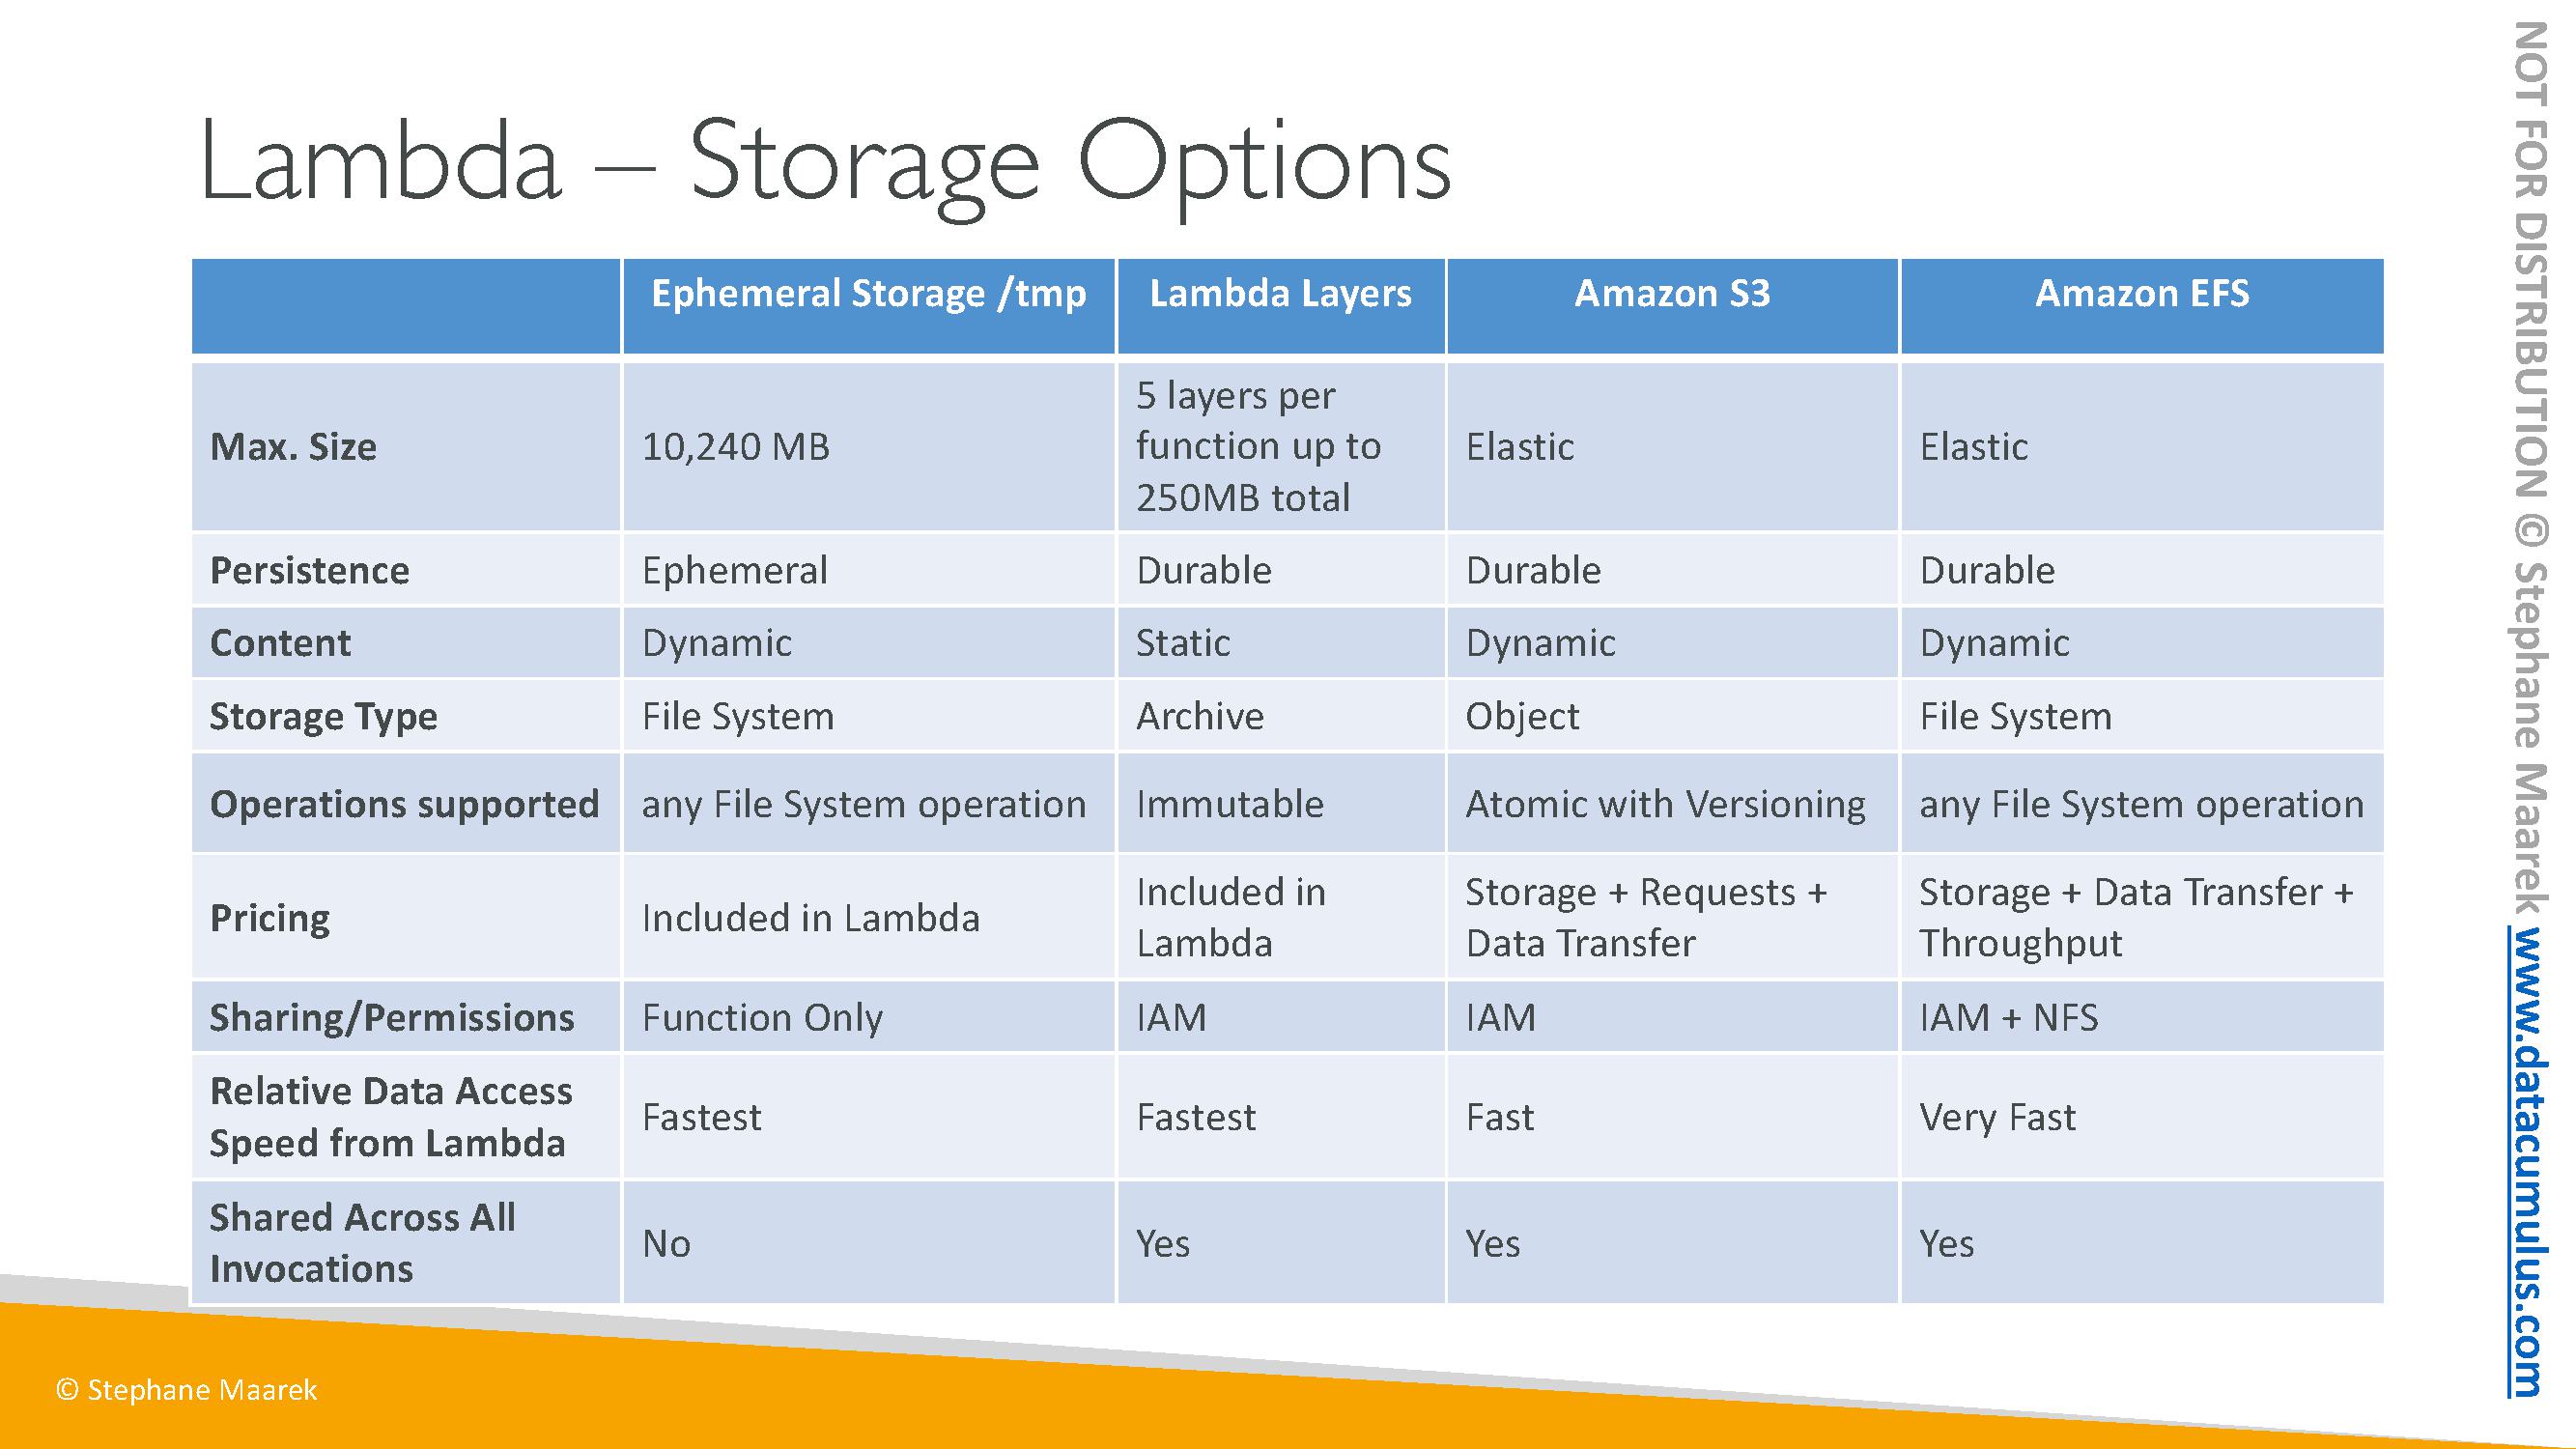 Lambda – Storage Options
Ephemeral Storage /tmp
Lambda Layers
Amazon S3
Amazon EFS
Max. Size
10,240 MB
5 layers per
function up to
250MB total
Elastic
Elastic
Persistence
Ephemeral
Durable
Durable
Durable
Content
Dynamic
Static
Dynamic
Dynamic
Storage Type
File System
Archive
Object
File System
Operations supported
any File System operation
Immutable
Atomic with Versioning
any File System operation
Pricing
Included in Lambda
Included in
Lambda
Storage + Requests +
Data Transfer
Storage + Data Transfer +
Throughput
Sharing/Permissions
Function Only
IAM
IAM
IAM + NFS
Relative Data Access
Speed from Lambda
Fastest
Fastest
Fast
Very Fast
Shared Across All
Invocations
No
Yes
Yes
Yes
© Stephane Maarek
NOT FOR DISTRIBUTION © Stephane Maarek www.datacumulus.com